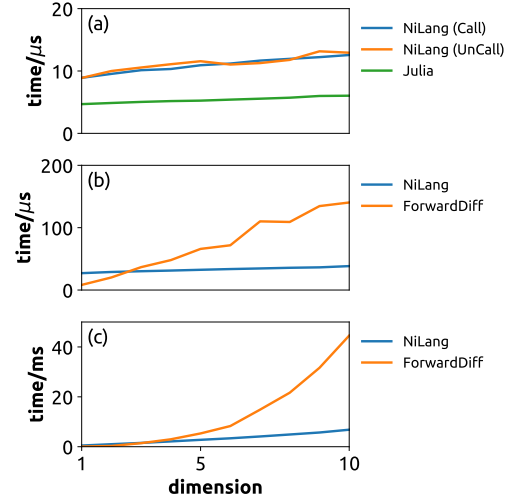 (a)
20
10
0
time/μs
NiLang (Call)
NiLang (UnCall)
Julia
(b)
200
100
0
time/μs
NiLang
ForwardDiff
(c)
40
20
0
time/ms
NiLang
ForwardDiff
1 5 10
dimension